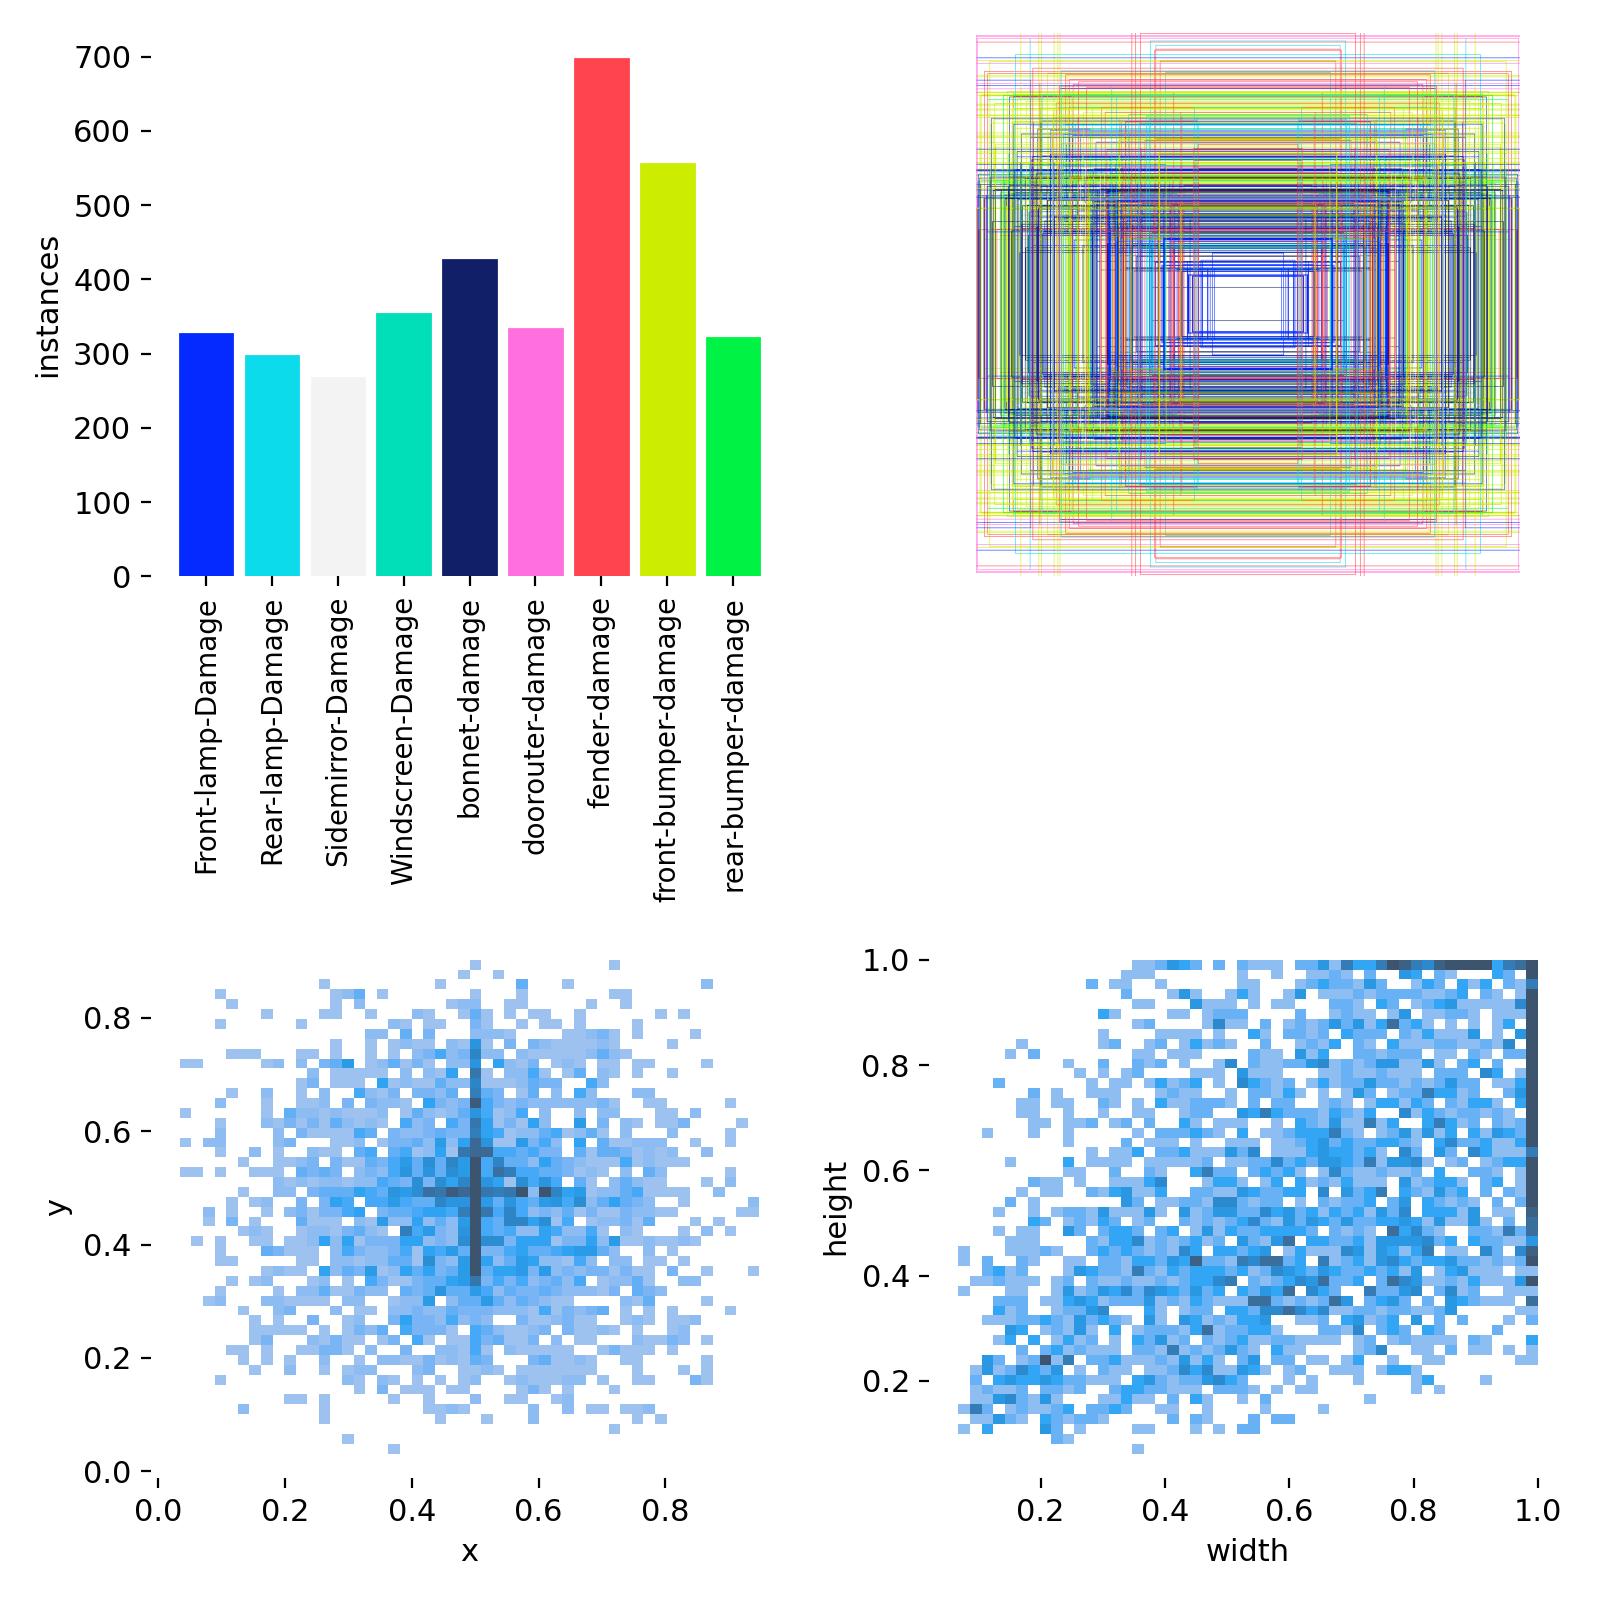 700
600
500
400
300
200
100
0
instances
Front-lamp-Damage
Rear-lamp-Damage
Sidemirror-Damage
Windscreen-Damage
bonnet-damage
doorouter-damage
fender-damage
front-bumper-damage
rear-bumper-damage
0.8
0.6
0.4
0.2
0.0
y
0.0 0.2 0.4 0.6 0.8
x
1.0
0.8
0.6
0.4
0.2
height
0.2 0.4 0.6 0.8 1.0
width